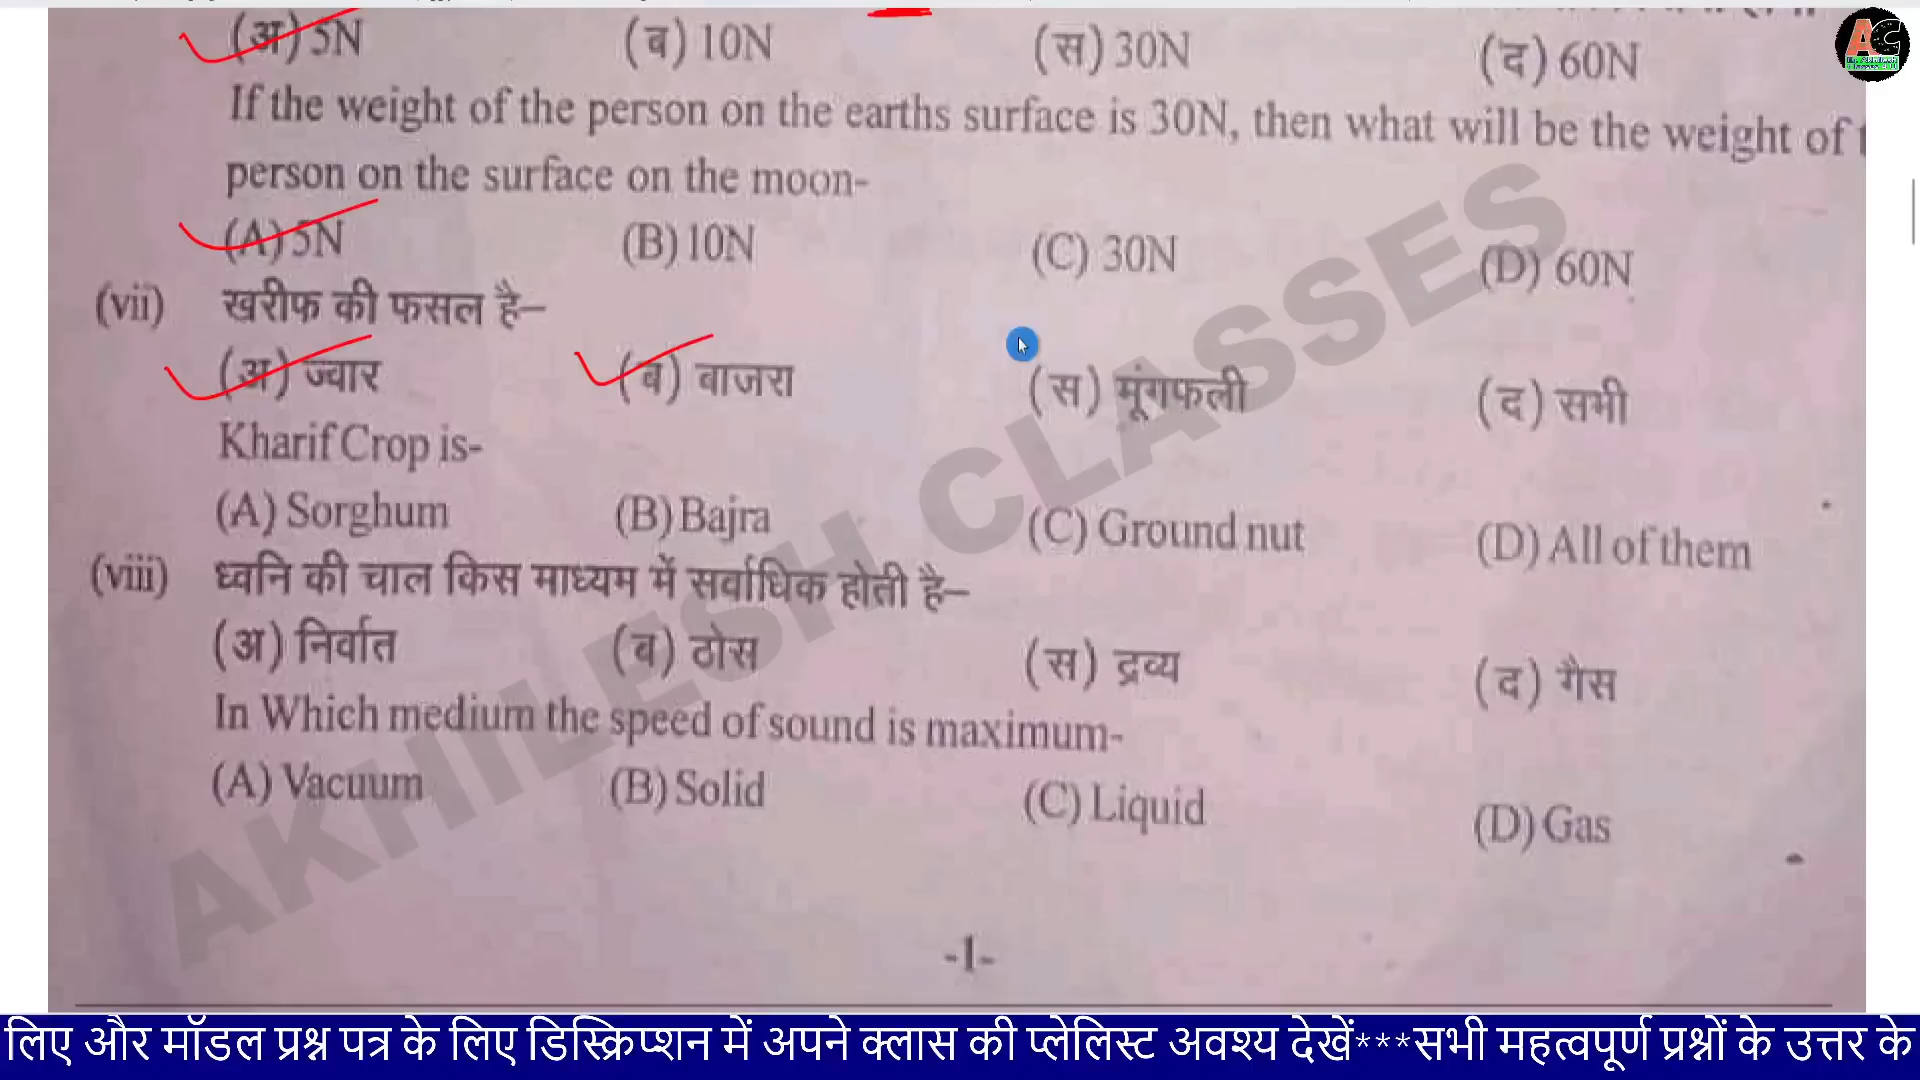 (अ) 5N (ब) 10N (स) 30N (द) 60N
If the weight of the person on the earths surface is 30N, then what will be the weight of
person on the surface on the moon-
(A) 5N (B) 10N (C) 30N (D) 60N
(vii) खरीफ की फसल है–
(अ) ज्वार (ब) बाजरा (स) मूंगफली (द) सभी
Kharif Crop is-
(A) Sorghum (B) Bajra (C) Ground nut (D) All of them
(viii) ध्वनि की चाल किस माध्यम में सर्वाधिक होती है–
(अ) निर्वात (ब) ठोस (स) द्रव्य (द) गैस
In Which medium the speed of sound is maximum-
(A) Vacuum (B) Solid (C) Liquid (D) Gas
-1-
AKHILESH CLASSES
AC
लिए और मॉडल प्रश्न पत्र के लिए डिस्क्रिप्शन में अपने क्लास की प्लेलिस्ट अवश्य देखें***सभी महत्वपूर्ण प्रश्नों के उत्तर के